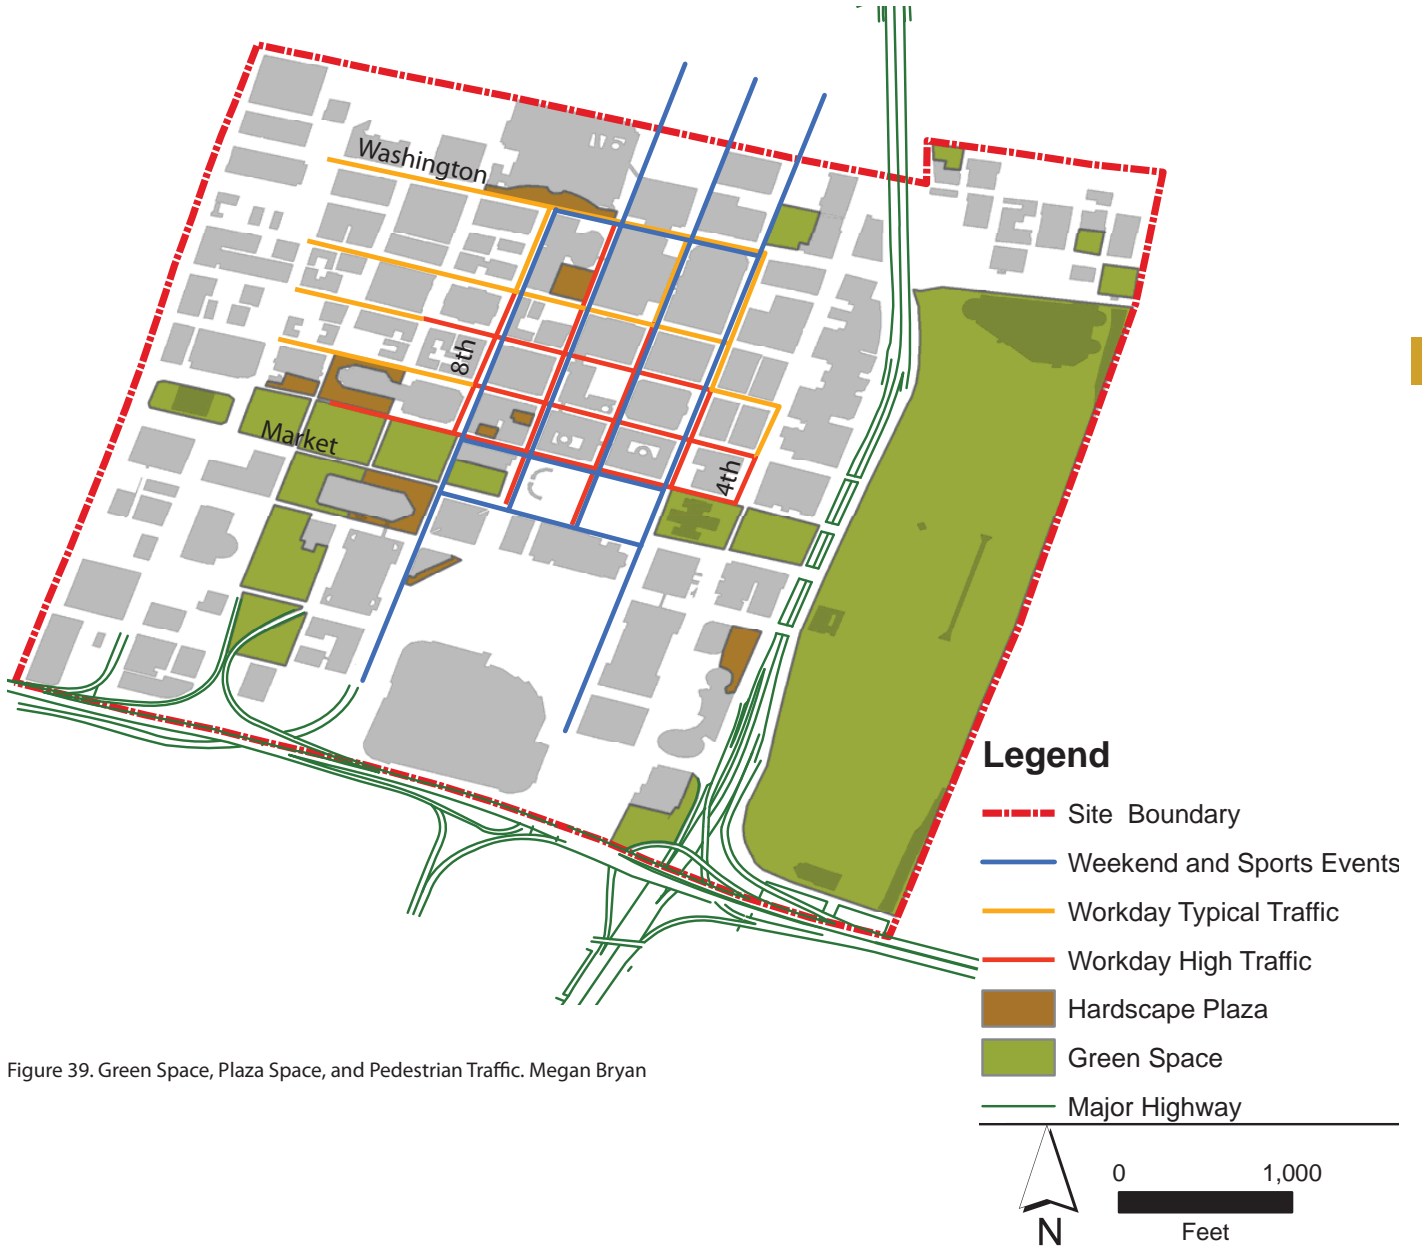 Washington
8th
Market
4th
Legend
Site Boundary
Weekend and Sports Events
Workday Typical Traffic
Workday High Traffic
Hardscape Plaza
Green Space
Major Highway
Figure 39. Green Space, Plaza Space, and Pedestrian Traffic. Megan Bryan
0 1,000
Feet
N